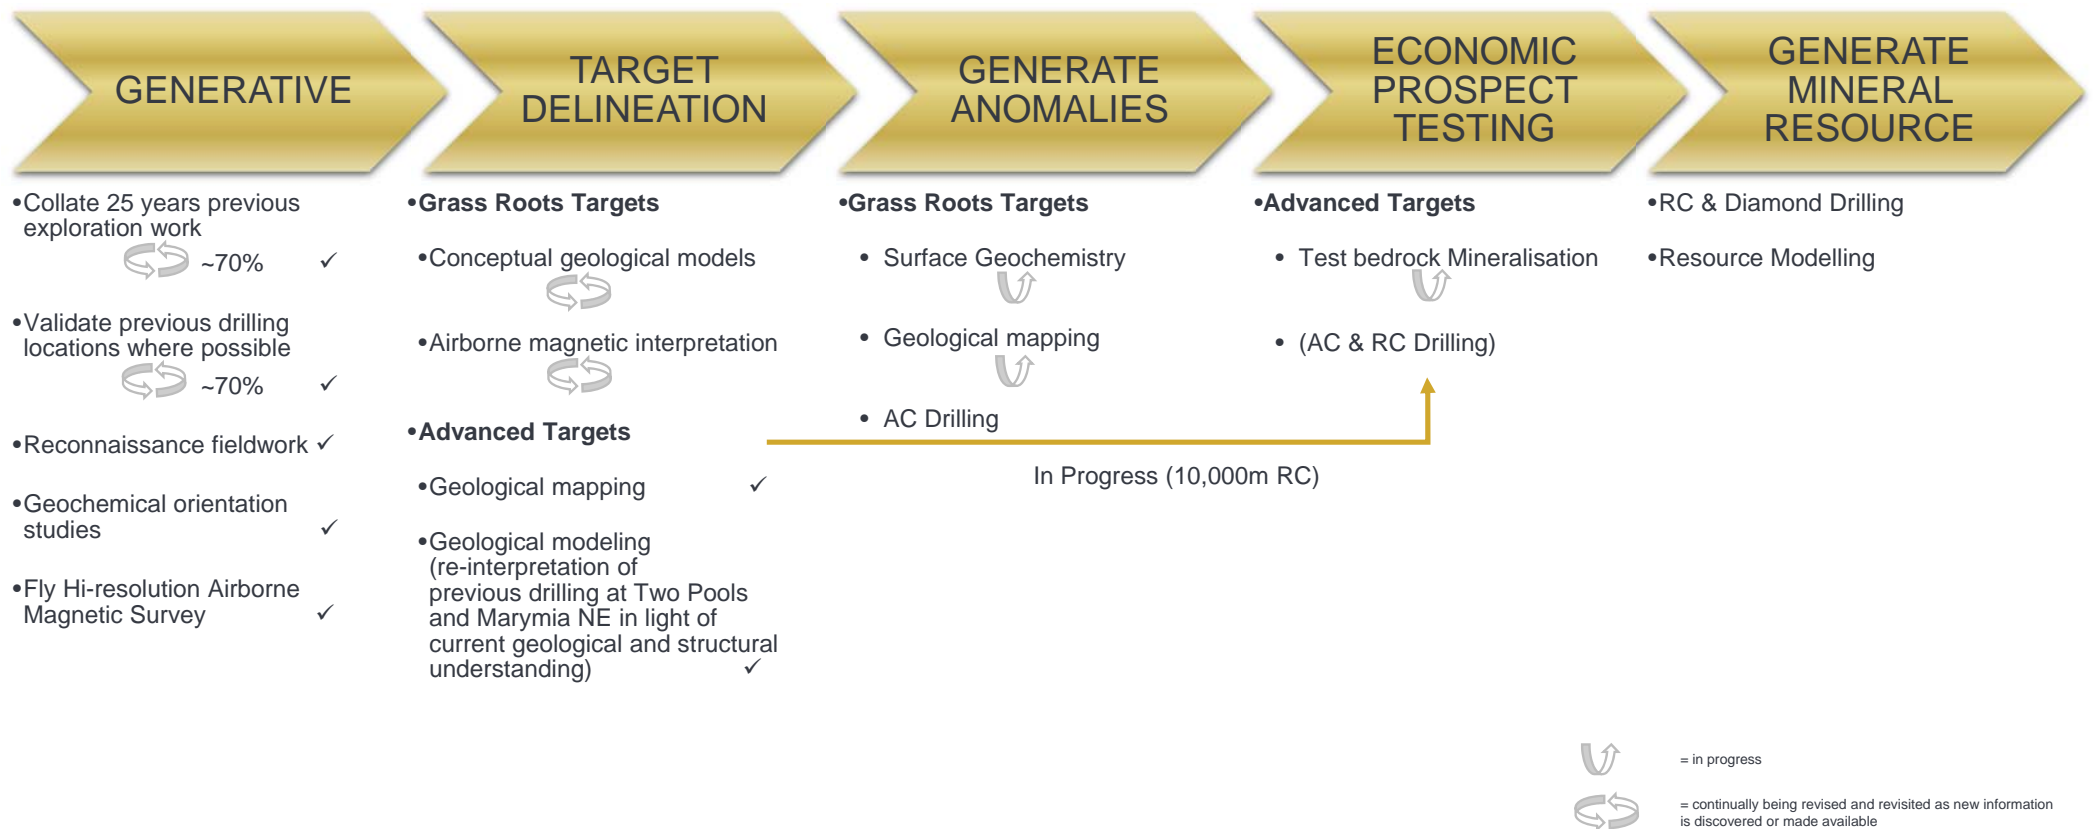 GENERATIVE
TARGET
DELINEATION
GENERATE
ANOMALIES
ECONOMIC
PROSPECT
TESTING
GENERATE
MINERAL
RESOURCE
•Collate 25 years previous
exploration work
~70% ✓
•Validate previous drilling
locations where possible
~70% ✓
•Reconnaissance fieldwork ✓
•Geochemical orientation
studies ✓
•Fly Hi-resolution Airborne
Magnetic Survey ✓
•Grass Roots Targets
•Conceptual geological models
•Airborne magnetic interpretation
•Advanced Targets
•Geological mapping ✓
•Geological modeling
(re-interpretation of
previous drilling at Two Pools
and Marymia NE in light of
current geological and structural
understanding) ✓
•Grass Roots Targets
• Surface Geochemistry
• Geological mapping
• AC Drilling
In Progress (10,000m RC)
•Advanced Targets
• Test bedrock Mineralisation
• (AC & RC Drilling)
•RC & Diamond Drilling
•Resource Modelling
= in progress
= continually being revised and revisited as new information
is discovered or made available